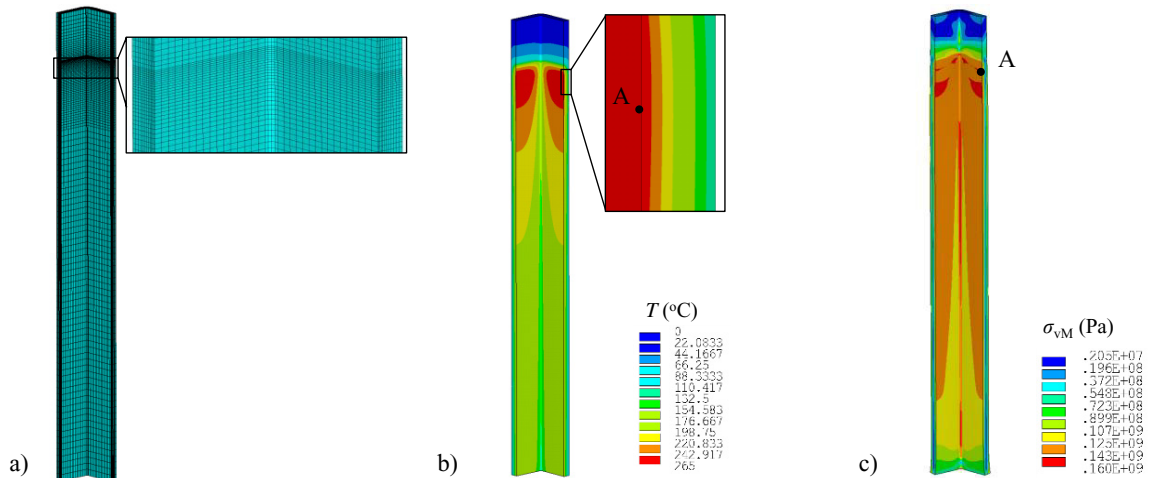 A
A
T (°C)
0
22.0833
44.1667
66.25
88.3333
110.417
132.5
154.583
176.667
198.75
220.833
242.917
265
σvM (Pa)
.205E+07
.196E+08
.372E+08
.548E+08
.723E+08
.899E+08
.107E+09
.125E+09
.143E+09
.160E+09
a)
b)
c)